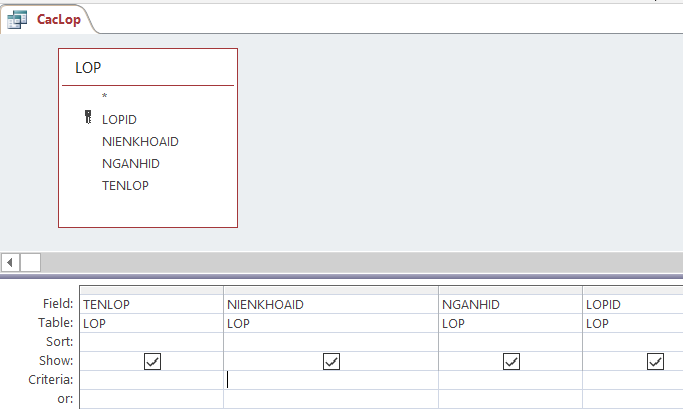 CacLop
LOP
*
LOPID
NIENKHOAID
NGANHID
TENLOP
Field: TENLOP NIENKHOAID NGANHID LOPID
Table: LOP LOP LOP LOP
Sort:
Show:
Criteria:
or: